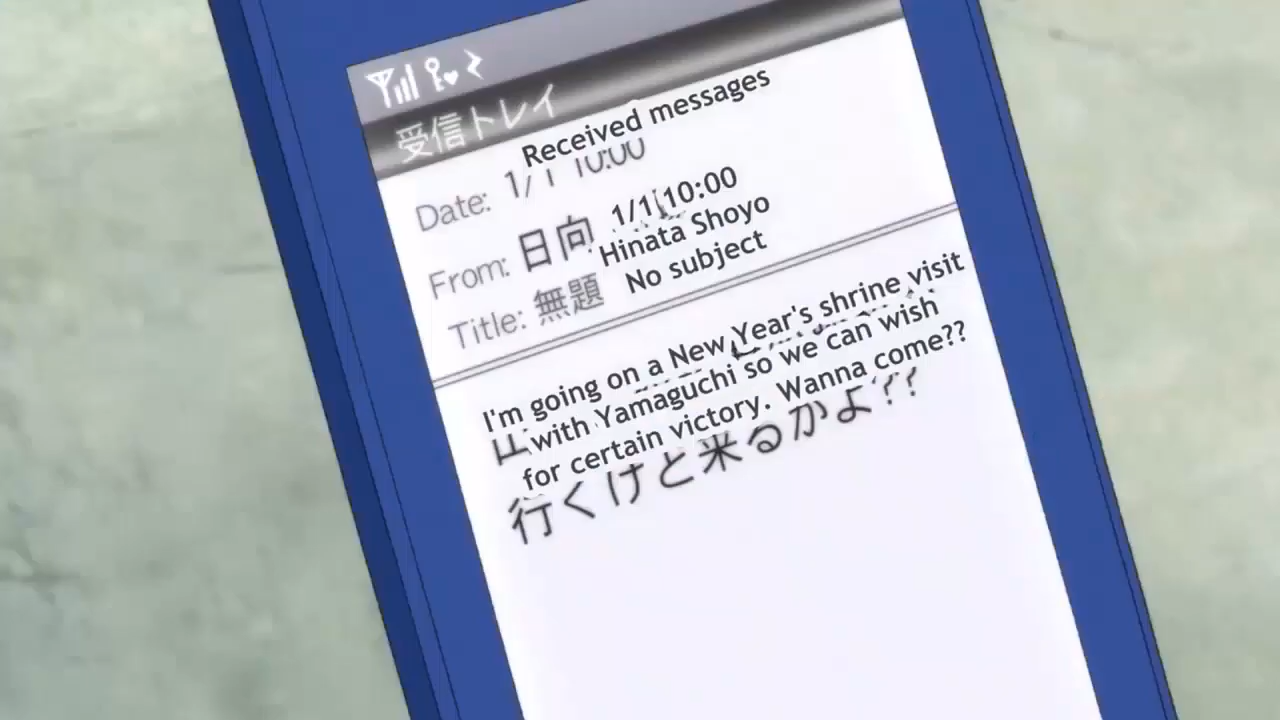 受信トレイ
Received messages
Date: 1/1 10:00
1/1 10:00
From: 日向
Hinata Shoyo
Title: 無題
No subject
I'm going on a New Year's shrine visit
with Yamaguchi so we can wish
for certain victory. Wanna come??
行くけど来るかよ??